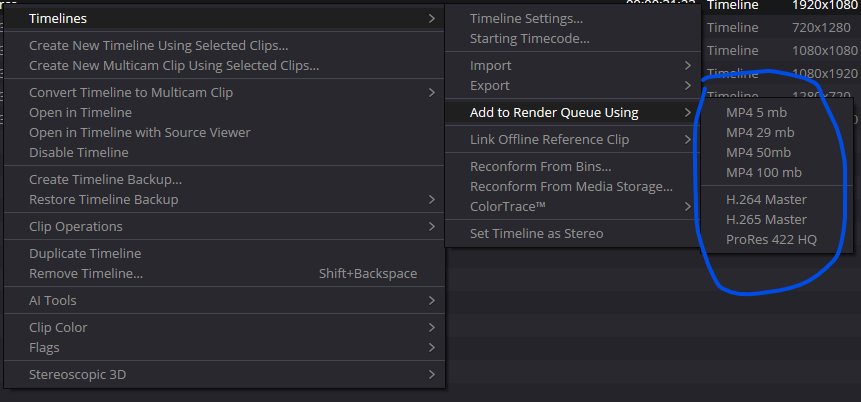 Timelines
Create New Timeline Using Selected Clips...
Create New Multicam Clip Using Selected Clips...
Convert Timeline to Multicam Clip
Open in Timeline
Open in Timeline with Source Viewer
Disable Timeline
Create Timeline Backup...
Restore Timeline Backup
Clip Operations
Duplicate Timeline
Remove Timeline... Shift+Backspace
AI Tools
Clip Color
Flags
Stereoscopic 3D
Timeline Settings...
Starting Timecode...
Import
Export
Add to Render Queue Using
Link Offline Reference Clip
Reconform From Bins...
Reconform From Media Storage...
ColorTrace™
Set Timeline as Stereo
Timeline 1920x1080
Timeline 720x1280
Timeline 1080x1080
Timeline 1080x1920
Timeline 1280x720
MP4 5 mb
MP4 29 mb
MP4 50mb
MP4 100 mb
H.264 Master
H.265 Master
ProRes 422 HQ